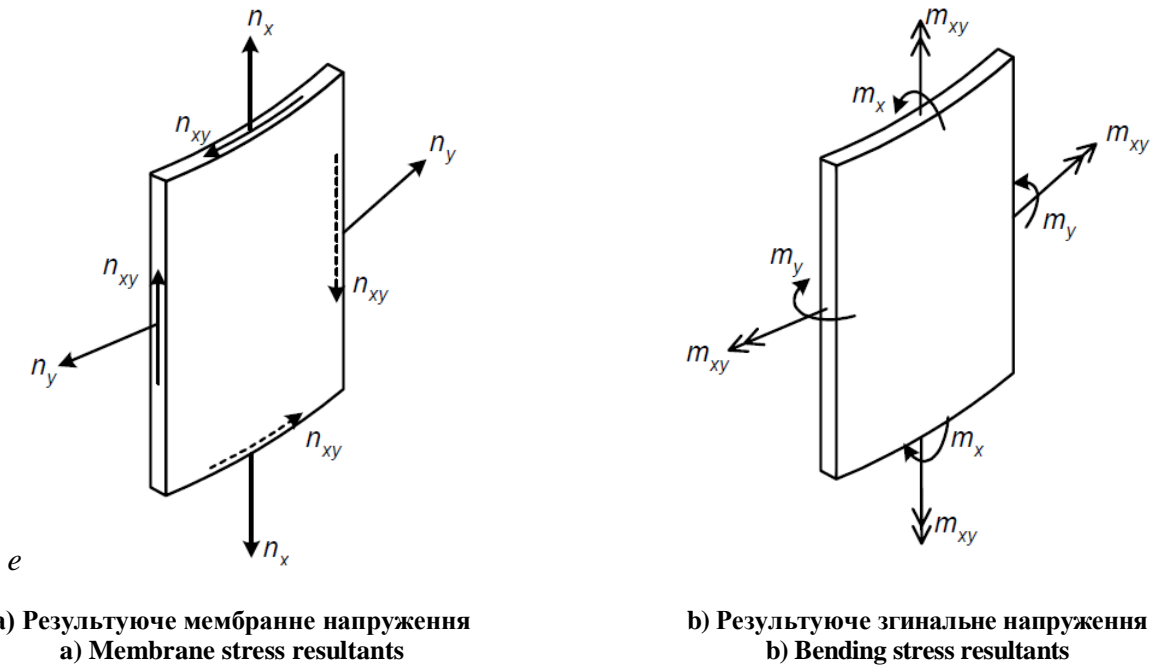 n_x
n_xy
n_y
n_xy
n_xy
n_y
n_xy
n_x
e
m_xy
m_x
m_xy
m_y
m_y
m_xy
m_x
m_xy
а) Результуюче мембранне напруження
a) Membrane stress resultants
b) Результуюче згинальне напруження
b) Bending stress resultants